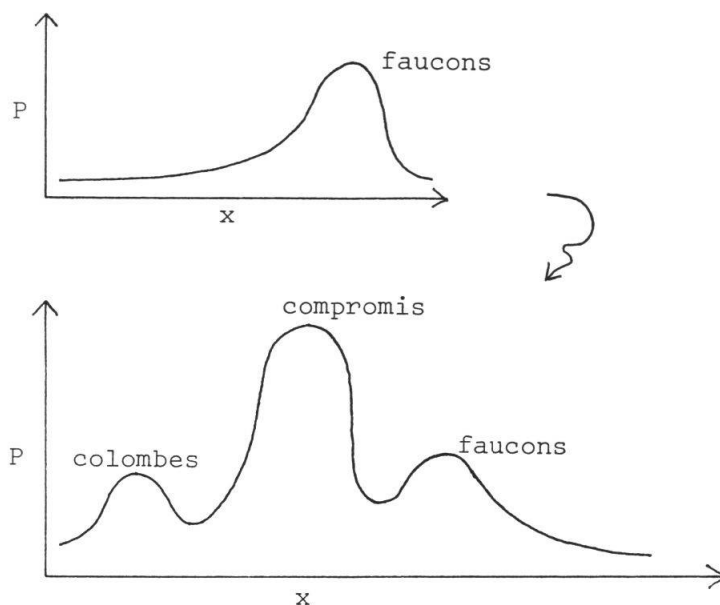 faucons
P
x
compromis
colombes
faucons
P
x